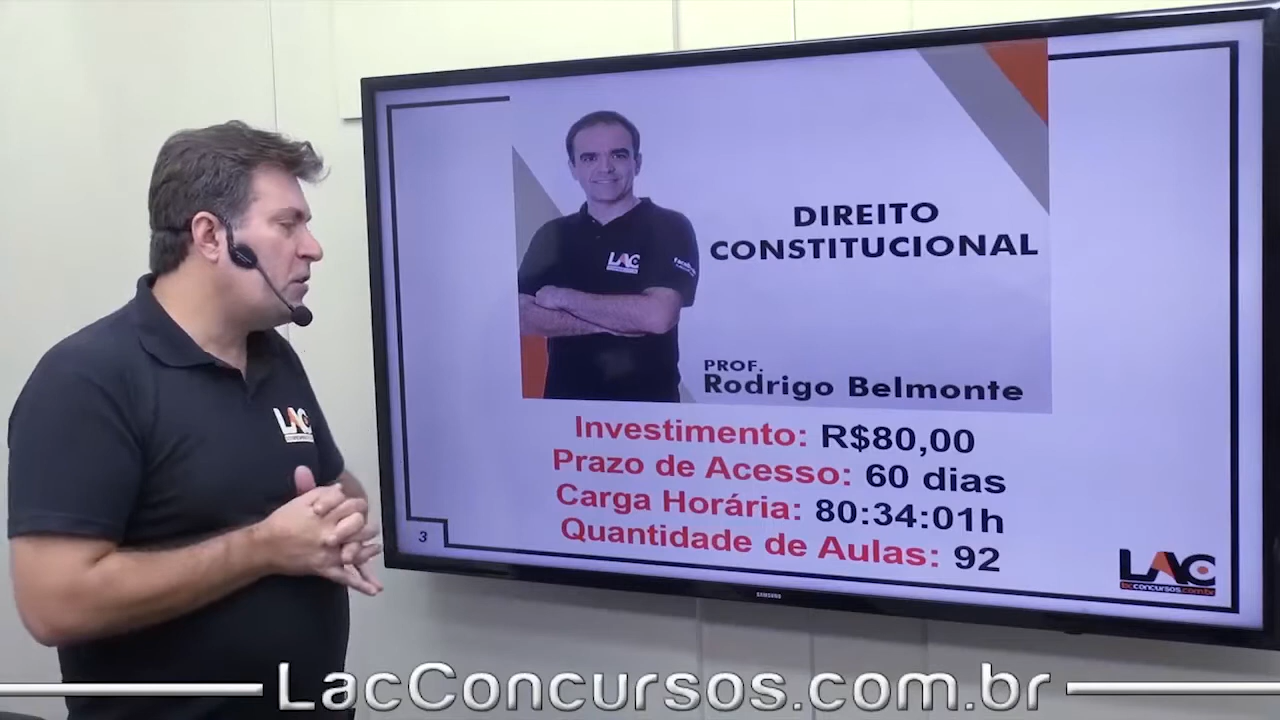 DIREITO
CONSTITUCIONAL
LAC
PROF.
Rodrigo Belmonte
Investimento: R$80,00
Prazo de Acesso: 60 dias
Carga Horária: 80:34:01h
Quantidade de Aulas: 92
3
LAC
lacconcursos.com.br
SAMSUNG
LAC
LacConcursos.com.br